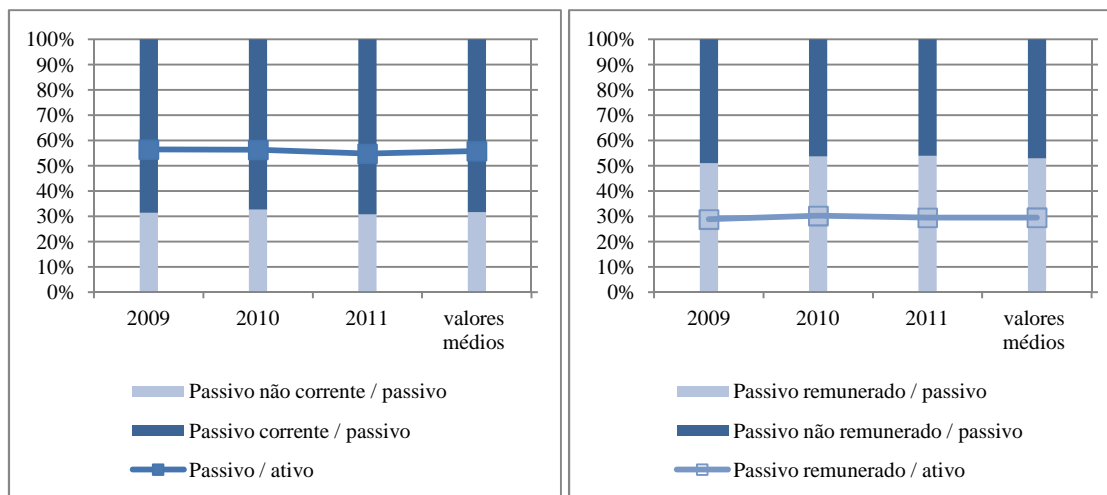 100%
90%
80%
70%
60%
50%
40%
30%
20%
10%
0%
2009 2010 2011 valores
médios
Passivo não corrente / passivo
Passivo corrente / passivo
Passivo / ativo
100%
90%
80%
70%
60%
50%
40%
30%
20%
10%
0%
2009 2010 2011 valores
médios
Passivo remunerado / passivo
Passivo não remunerado / passivo
Passivo remunerado / ativo